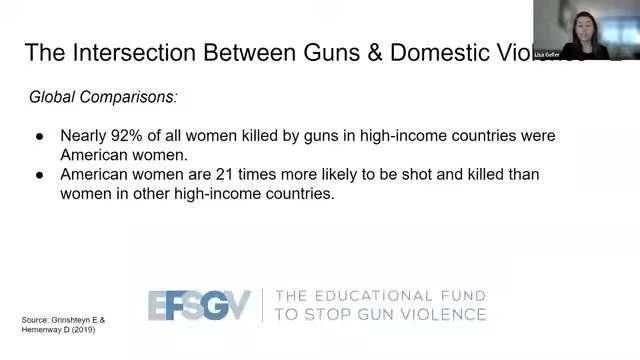 The Intersection Between Guns & Domestic Vio
Lisa Geller
Global Comparisons:
● Nearly 92% of all women killed by guns in high-income countries were
American women.
● American women are 21 times more likely to be shot and killed than
women in other high-income countries.
EFSGV
THE EDUCATIONAL FUND
TO STOP GUN VIOLENCE
Source: Grinshteyn E &
Hemenway D (2019)